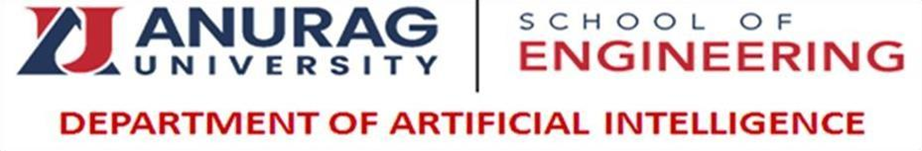 ANURAG
UNIVERSITY
SCHOOL OF
ENGINEERING
DEPARTMENT OF ARTIFICIAL INTELLIGENCE